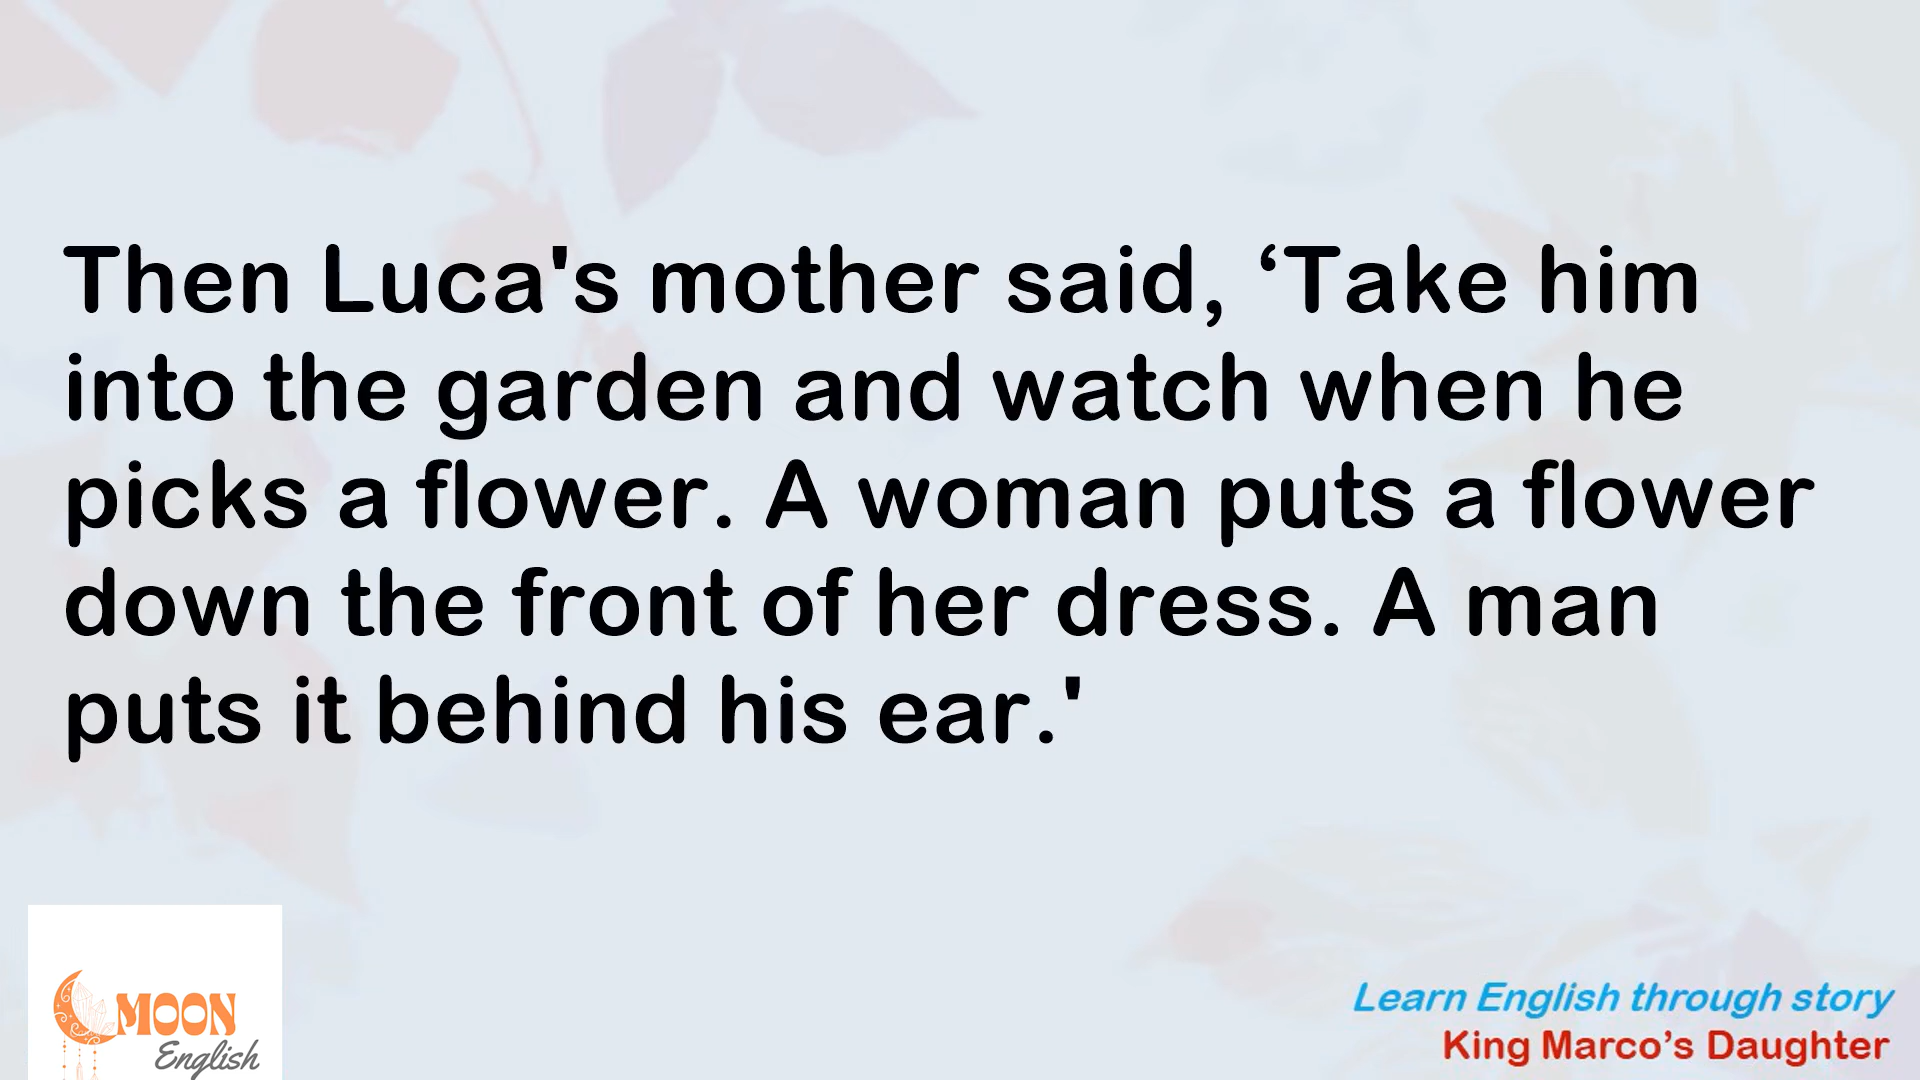 Then Luca's mother said, ‘Take him
into the garden and watch when he
picks a flower. A woman puts a flower
down the front of her dress. A man
puts it behind his ear.'
MOON
English
Learn English through story
King Marco’s Daughter